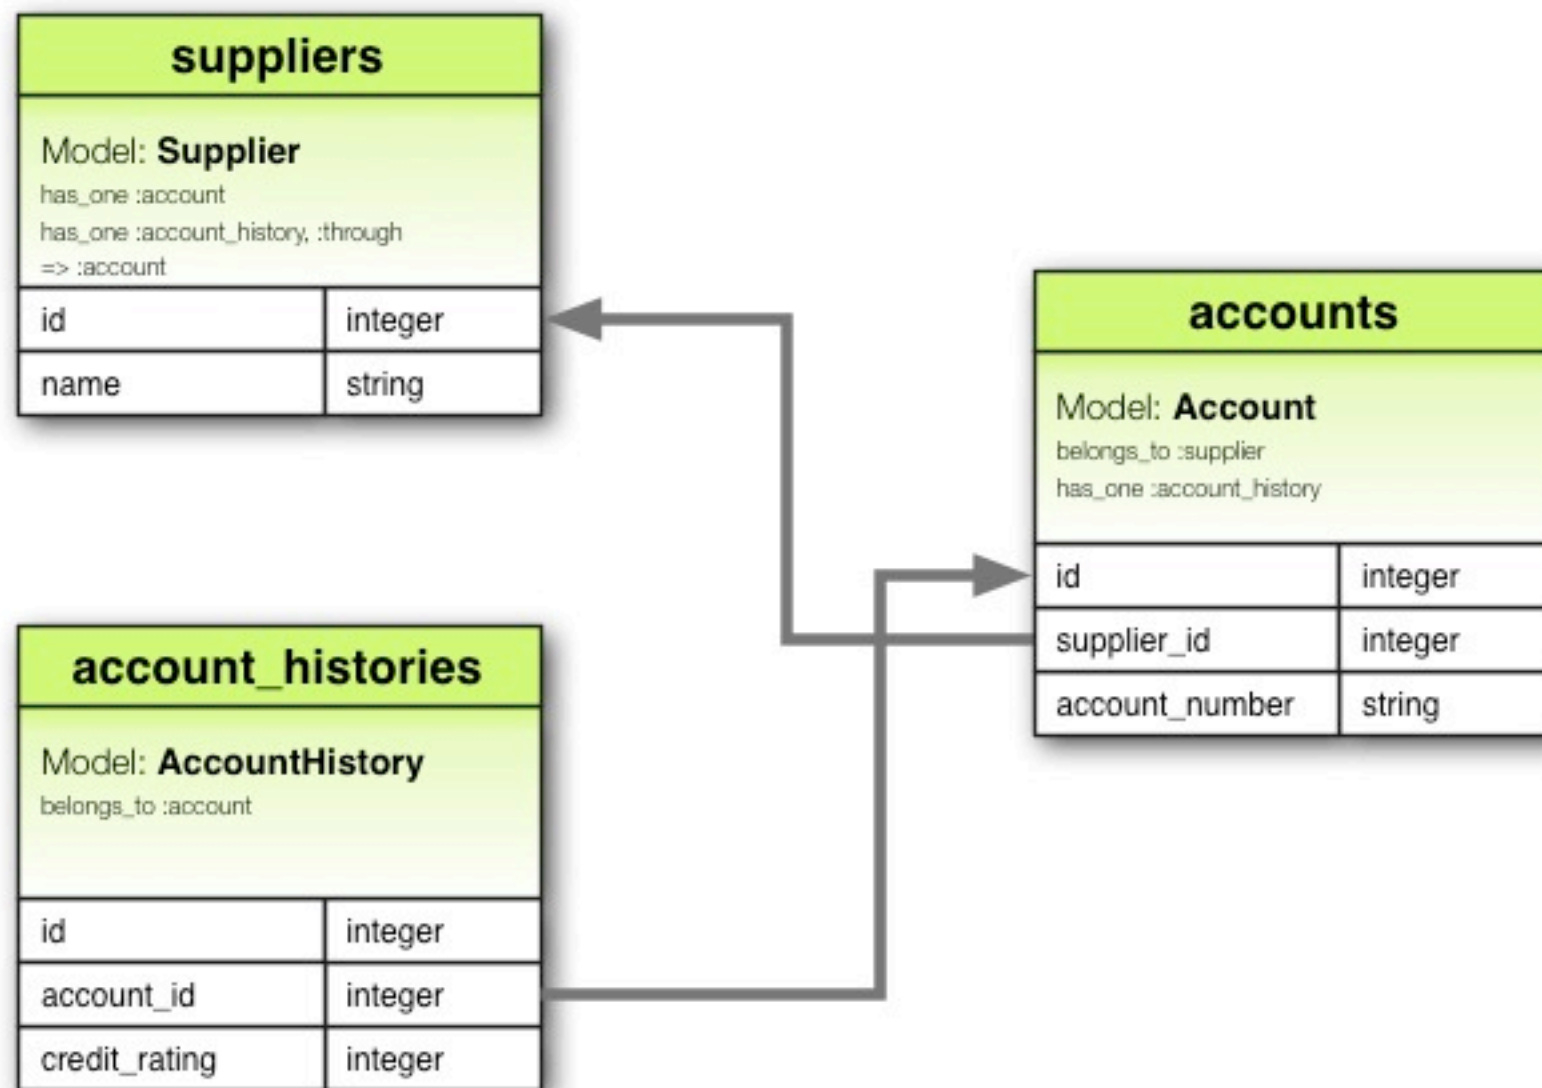 suppliers
Model: Supplier
has_one :account
has_one :account_history, :through
=> :account
id integer
name string
accounts
Model: Account
belongs_to :supplier
has_one :account_history
id integer
supplier_id integer
account_number string
account_histories
Model: AccountHistory
belongs_to :account
id integer
account_id integer
credit_rating integer